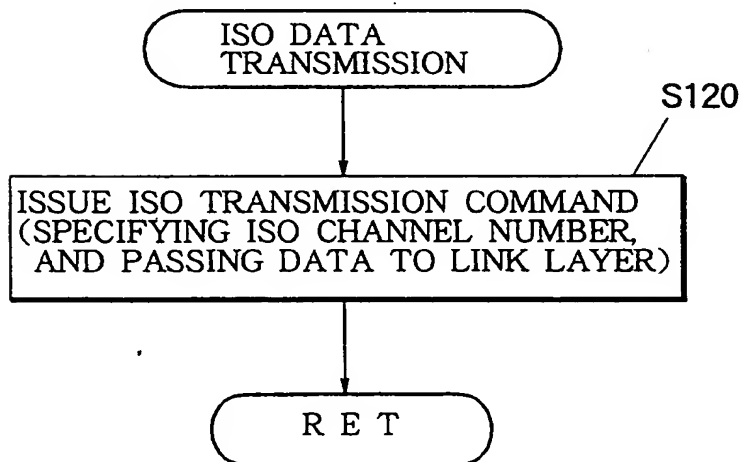 ISO DATA
TRANSMISSION
S120
ISSUE ISO TRANSMISSION COMMAND
(SPECIFYING ISO CHANNEL NUMBER,
AND PASSING DATA TO LINK LAYER)
R E T